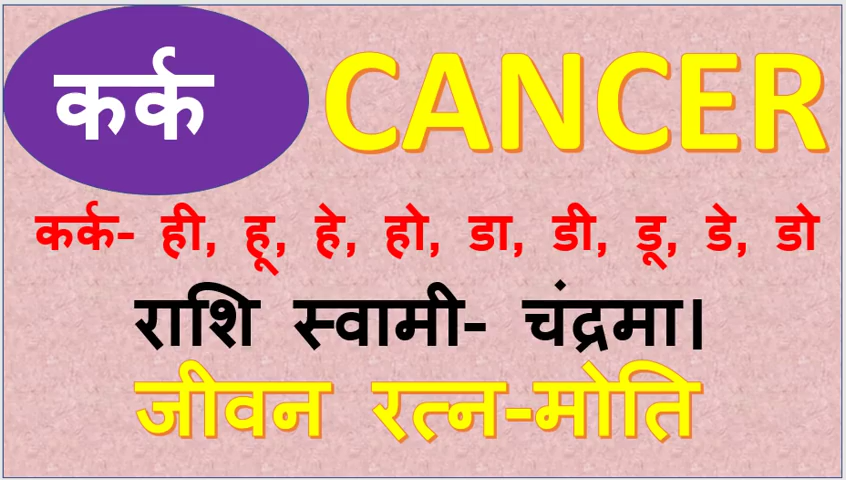 कर्क CANCER
कर्क- ही, हू, हे, हो, डा, डी, डू, डे, डो
राशि स्वामी- चंद्रमा।
जीवन रत्न-मोति